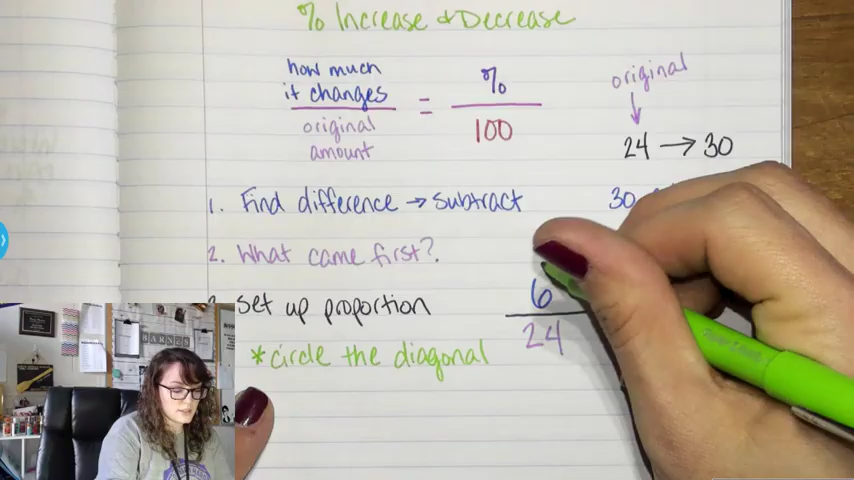 % Increase & Decrease
how much
it changes
original
amount
=
%
100
original
24 → 30
1. Find difference → subtract
30
2. What came first?
set up proportion
6
24
*circle the diagonal
BARNES